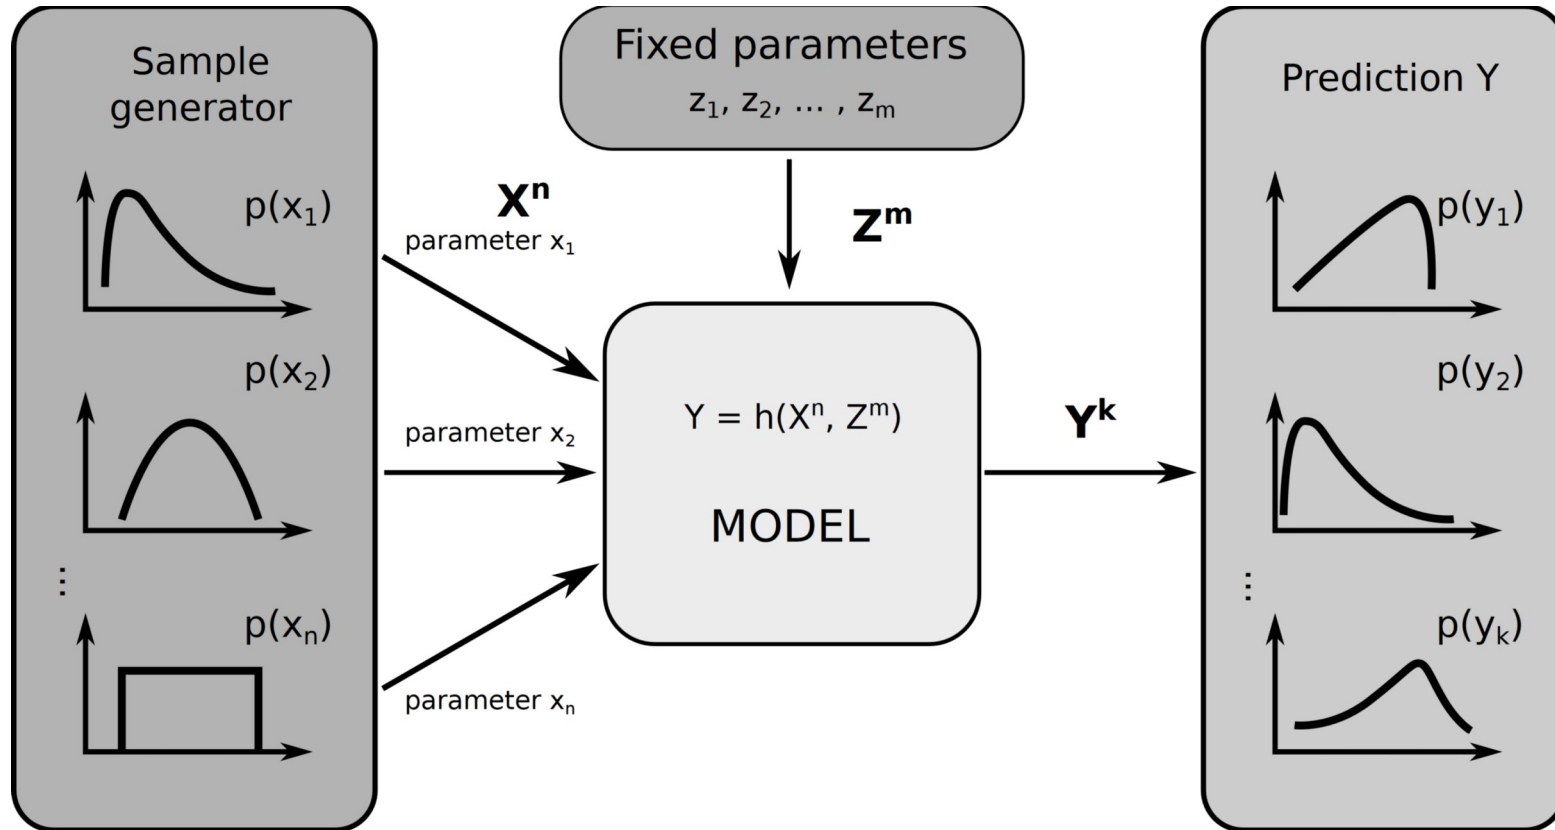 Sample
generator
p(x₁)
p(x₂)
...
p(xₙ)
Xⁿ
parameter x₁
parameter x₂
parameter xₙ
Fixed parameters
z₁, z₂, ... , zₘ
Zᵐ
Y = h(Xⁿ, Zᵐ)
MODEL
Yᵏ
Prediction Y
p(y₁)
p(y₂)
...
p(yₖ)